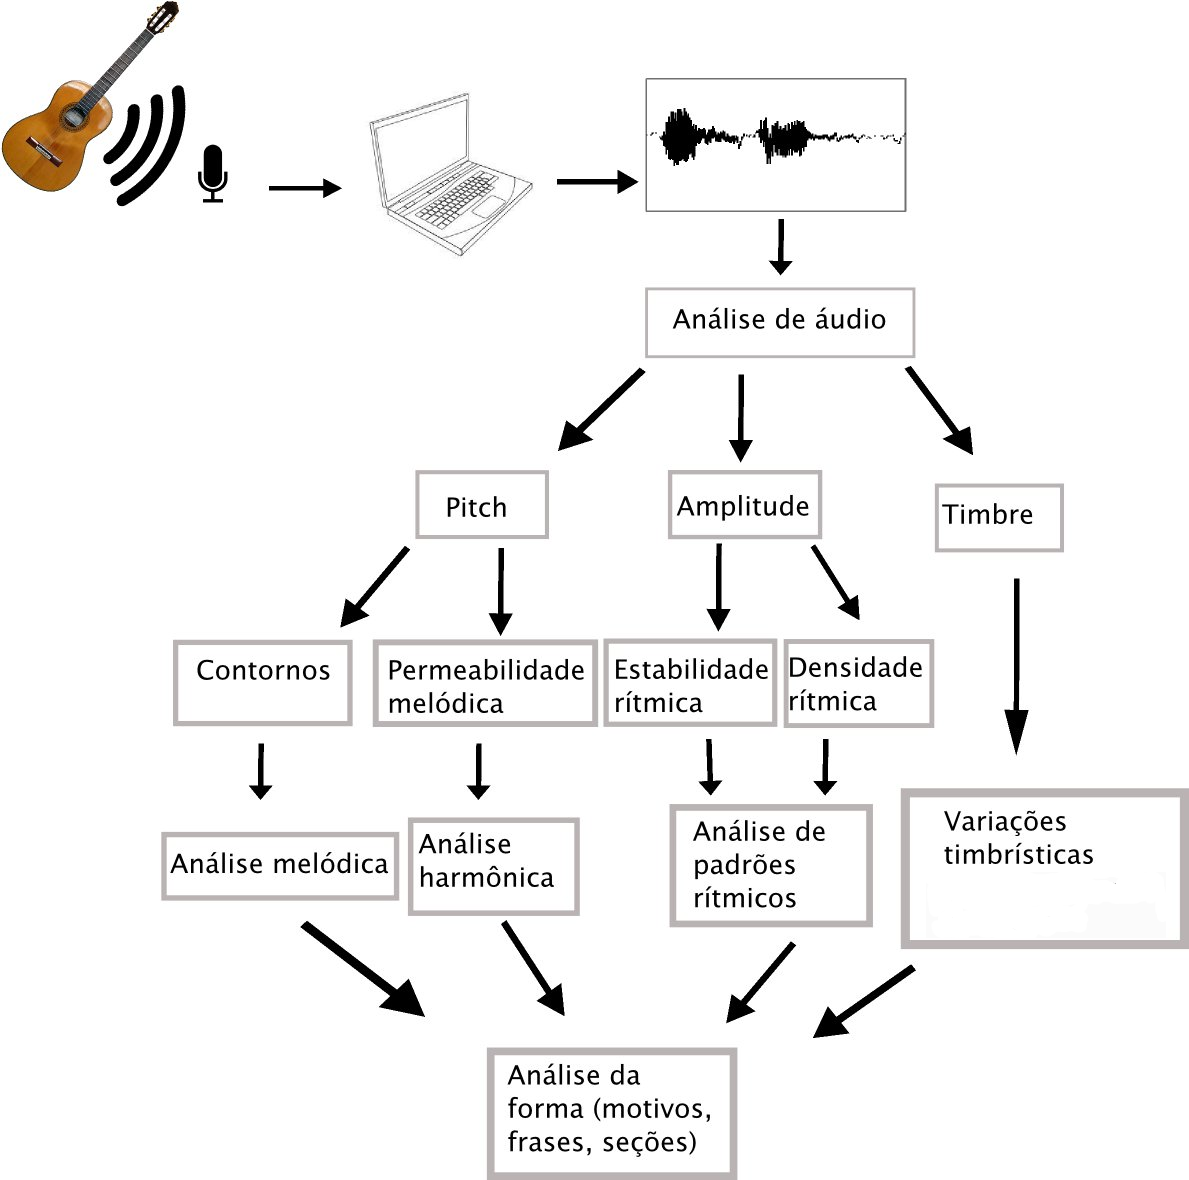 Análise de áudio
Pitch
Amplitude
Timbre
Contornos
Permeabilidade
melódica
Estabilidade
rítmica
Densidade
rítmica
Análise melódica
Análise
harmônica
Análise de
padrões
rítmicos
Variações
timbrísticas
Análise da
forma (motivos,
frases, seções)